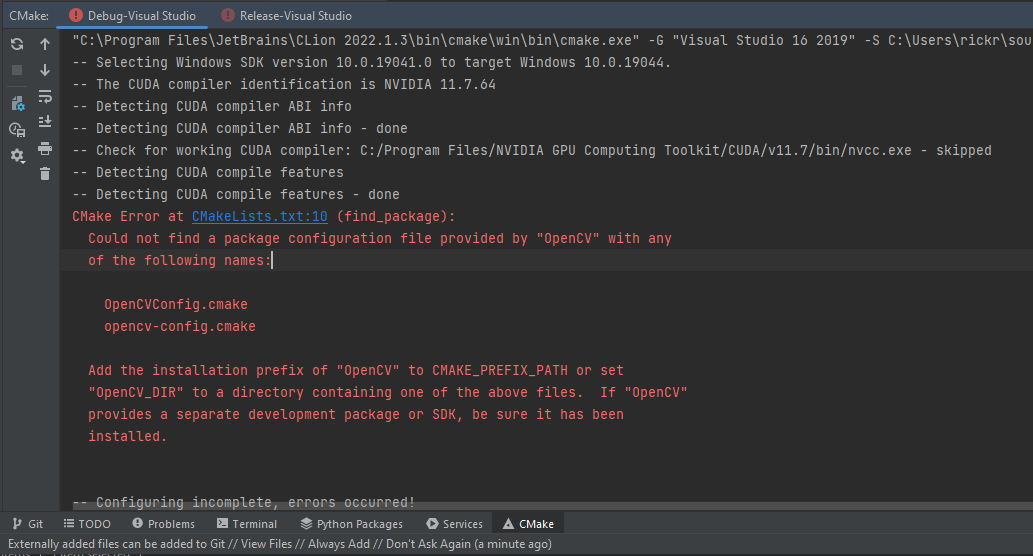 CMake: Debug-Visual Studio Release-Visual Studio
"C:\Program Files\JetBrains\CLion 2022.1.3\bin\cmake\win\bin\cmake.exe" -G "Visual Studio 16 2019" -S C:\Users\rickr\sou
-- Selecting Windows SDK version 10.0.19041.0 to target Windows 10.0.19044.
-- The CUDA compiler identification is NVIDIA 11.7.64
-- Detecting CUDA compiler ABI info
-- Detecting CUDA compiler ABI info - done
-- Check for working CUDA compiler: C:/Program Files/NVIDIA GPU Computing Toolkit/CUDA/v11.7/bin/nvcc.exe - skipped
-- Detecting CUDA compile features
-- Detecting CUDA compile features - done
CMake Error at CMakeLists.txt:10 (find_package):
Could not find a package configuration file provided by "OpenCV" with any
of the following names:
OpenCVConfig.cmake
opencv-config.cmake
Add the installation prefix of "OpenCV" to CMAKE_PREFIX_PATH or set
"OpenCV_DIR" to a directory containing one of the above files.  If "OpenCV"
provides a separate development package or SDK, be sure it has been
installed.
-- Configuring incomplete, errors occurred!
Git TODO Problems Terminal Python Packages Services CMake
Externally added files can be added to Git // View Files // Always Add // Don't Ask Again (a minute ago)